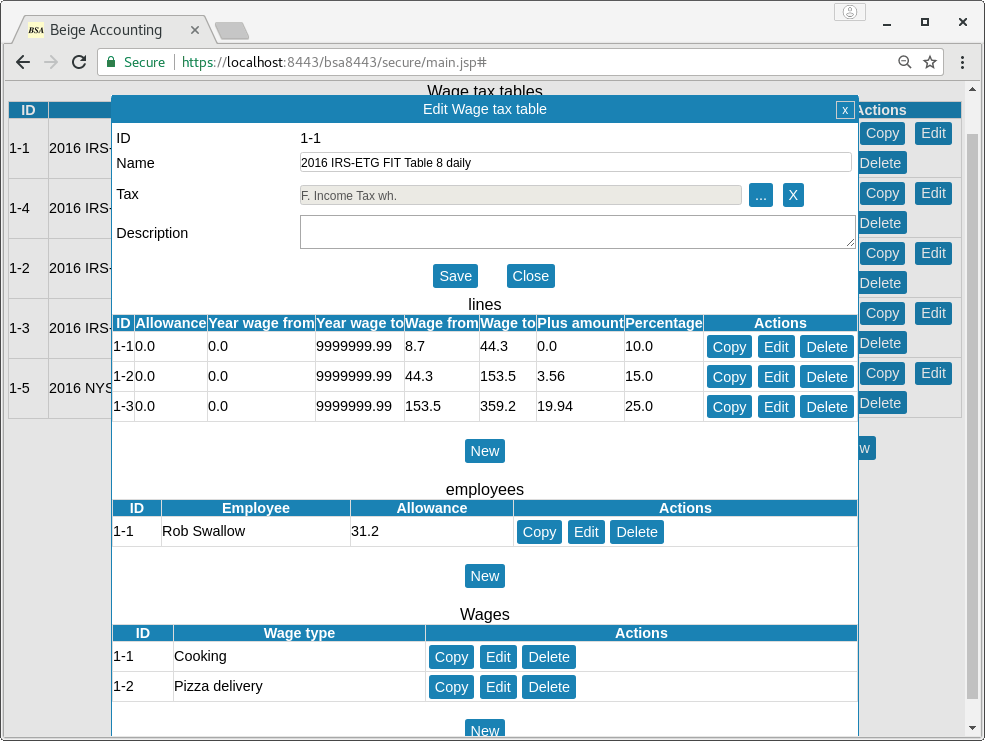 BSA Beige Accounting ×
Secure https://localhost:8443/bsa8443/secure/main.jsp#
Wage tax tables
ID Actions
1-1 2016 IRS- Copy Edit
Delete
1-4 2016 IRS- Copy Edit
Delete
1-2 2016 IRS- Copy Edit
Delete
1-3 2016 IRS- Copy Edit
Delete
1-5 2016 NYS Copy Edit
Delete
w
Edit Wage tax table x
ID 1-1
Name 2016 IRS-ETG FIT Table 8 daily
Tax F. Income Tax wh. ... X
Description
Save Close
lines
ID Allowance Year wage from Year wage to Wage from Wage to Plus amount Percentage Actions
1-1 0.0 0.0 9999999.99 8.7 44.3 0.0 10.0 Copy Edit Delete
1-2 0.0 0.0 9999999.99 44.3 153.5 3.56 15.0 Copy Edit Delete
1-3 0.0 0.0 9999999.99 153.5 359.2 19.94 25.0 Copy Edit Delete
New
employees
ID Employee Allowance Actions
1-1 Rob Swallow 31.2 Copy Edit Delete
New
Wages
ID Wage type Actions
1-1 Cooking Copy Edit Delete
1-2 Pizza delivery Copy Edit Delete
New